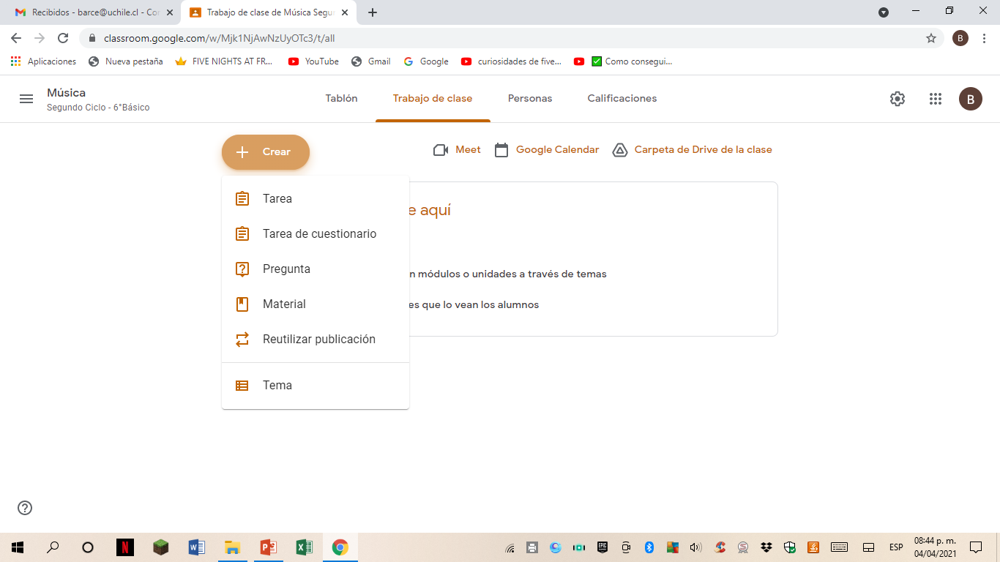 Recibidos - barce@uchile.cl - Cor
Trabajo de clase de Música Segu
classroom.google.com/w/Mjk1NjAwNzUyOTc3/t/all
B
Aplicaciones
Nueva pestaña
FIVE NIGHTS AT FR...
YouTube
Gmail
Google
curiosidades de five...
Como consegui...
Música
Segundo Ciclo - 6°Básico
Tablón
Trabajo de clase
Personas
Calificaciones
B
Crear
Meet
Google Calendar
Carpeta de Drive de la clase
Tarea
e aquí
Tarea de cuestionario
Pregunta
n módulos o unidades a través de temas
Material
es que lo vean los alumnos
Reutilizar publicación
Tema
ESP
08:44 p. m.
04/04/2021